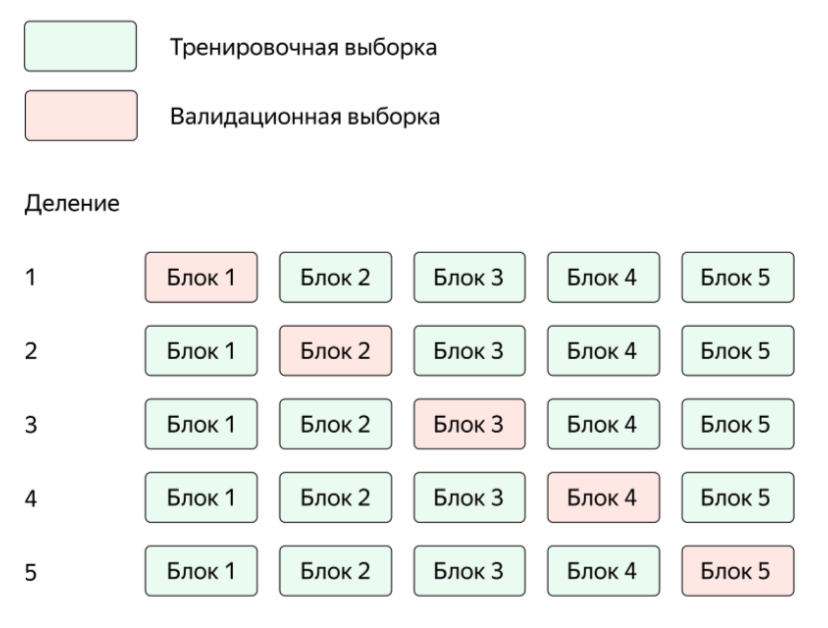 Тренировочная выборка
Валидационная выборка
Деление
1 Блок 1 Блок 2 Блок 3 Блок 4 Блок 5
2 Блок 1 Блок 2 Блок 3 Блок 4 Блок 5
3 Блок 1 Блок 2 Блок 3 Блок 4 Блок 5
4 Блок 1 Блок 2 Блок 3 Блок 4 Блок 5
5 Блок 1 Блок 2 Блок 3 Блок 4 Блок 5